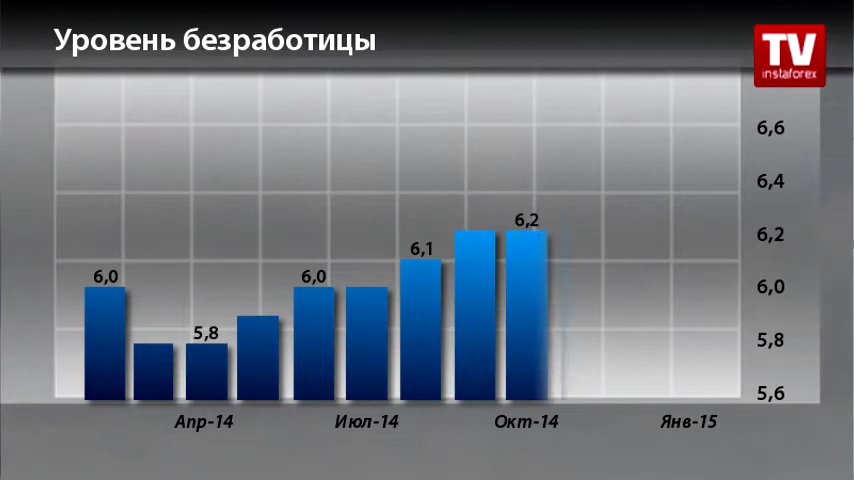 Уровень безработицы
TV
instaforex
6,6
6,4
6,2
6,2
6,1
6,0
6,0
6,0
5,8
5,8
5,6
Апр-14
Июл-14
Окт-14
Янв-15